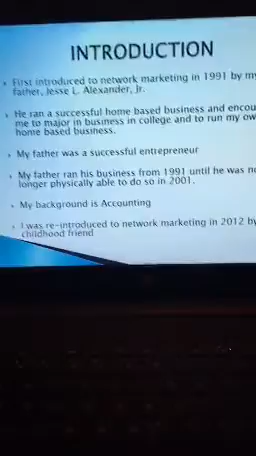 INTRODUCTION
First introduced to network marketing in 1991 by my
father, Jesse L. Alexander, Jr.
He ran a successful home based business and encou
me to major in business in college and to run my ow
home based business.
My father was a successful entrepreneur
My father ran his business from 1991 until he was no
longer physically able to do so in 2001.
My background is Accounting
I was re-introduced to network marketing in 2012 by
childhood friend